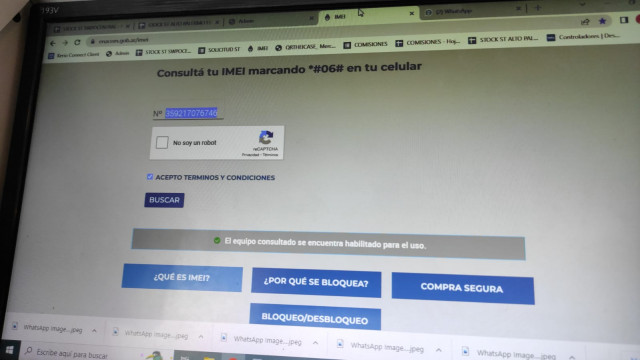 193V
Admin
IMEI
WhatsApp
Admin
STOCK ST SMPOCZ...
SOLICITUD ST
IMEI
COMISIONES
COMISIONES - Hoj...
STOCK ST ALTO PAL...
Controladores | Des...
Consultá tu IMEI marcando *#06# en tu celular
Nº 359217076746
No soy un robot
reCAPTCHA
Privacidad - Términos
ACEPTO TERMINOS Y CONDICIONES
BUSCAR
El equipo consultado se encuentra habilitado para el uso.
¿QUÉ ES IMEI?
¿POR QUÉ SE BLOQUEA?
COMPRA SEGURA
BLOQUEO/DESBLOQUEO
WhatsApp Image....jpeg
WhatsApp Image....jpeg
WhatsApp Image....jpeg
WhatsApp Image....jpeg
WhatsApp Image....jpeg
Escribe aquí para buscar